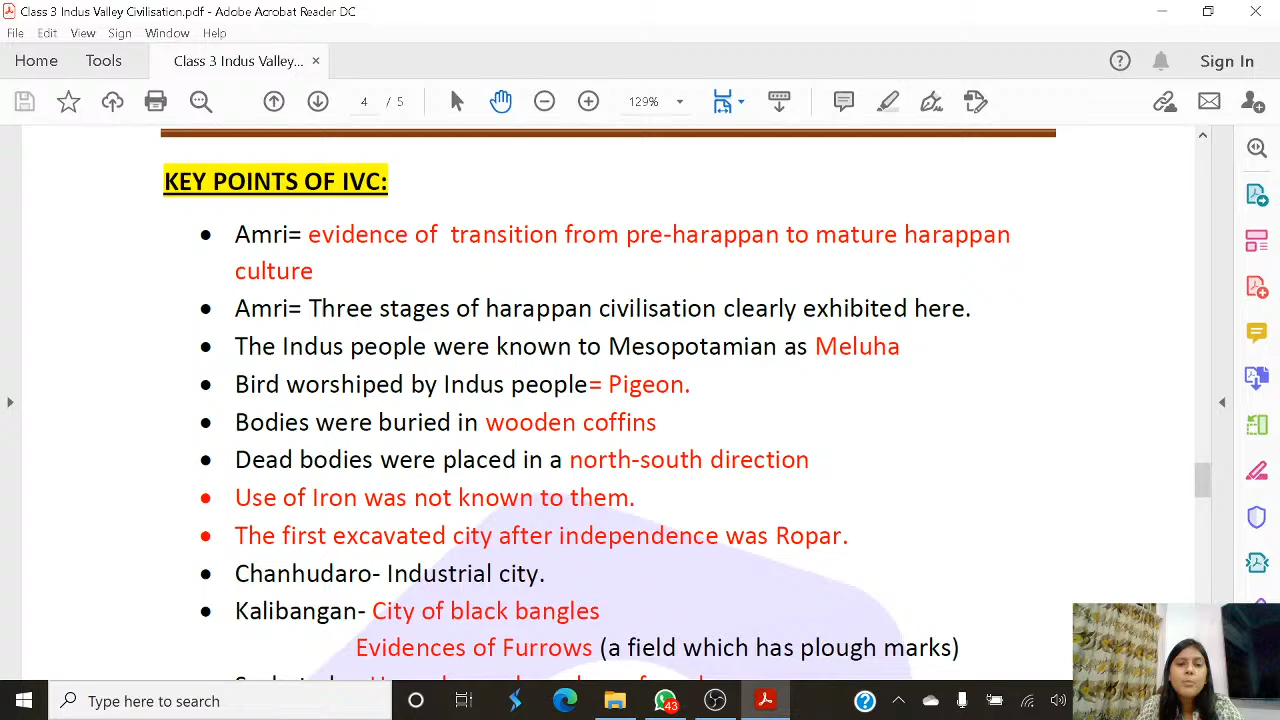 Class 3 Indus Valley Civilisation.pdf - Adobe Acrobat Reader DC
File Edit View Sign Window Help
Home Tools Class 3 Indus Valley... × Sign In
4 / 5 129%
KEY POINTS OF IVC:
• Amri= evidence of transition from pre-harappan to mature harappan
culture
• Amri= Three stages of harappan civilisation clearly exhibited here.
• The Indus people were known to Mesopotamian as Meluha
• Bird worshiped by Indus people= Pigeon.
• Bodies were buried in wooden coffins
• Dead bodies were placed in a north-south direction
• Use of Iron was not known to them.
• The first excavated city after independence was Ropar.
• Chanhudaro- Industrial city.
• Kalibangan- City of black bangles
Evidences of Furrows (a field which has plough marks)
Type here to search
43